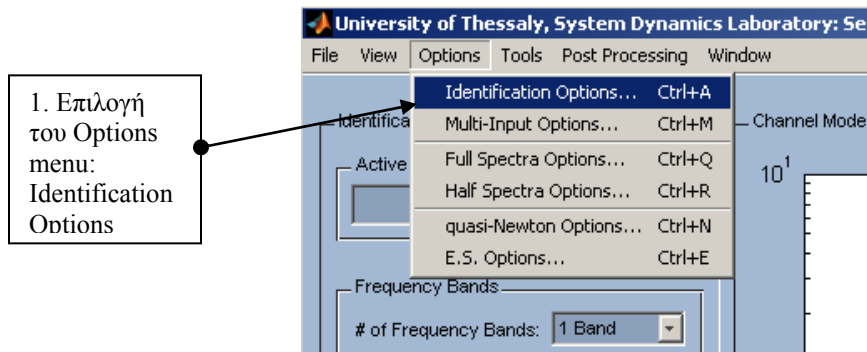 University of Thessaly, System Dynamics Laboratory: Se
File View Options Tools Post Processing Window
1. Επιλογή
του Options
menu:
Identification
Options
Identification Options... Ctrl+A
Multi-Input Options... Ctrl+M
Full Spectra Options... Ctrl+Q
Half Spectra Options... Ctrl+R
quasi-Newton Options... Ctrl+N
E.S. Options... Ctrl+E
Identifica
Active
Channel Mode
10^1
Frequency Bands
# of Frequency Bands: 1 Band